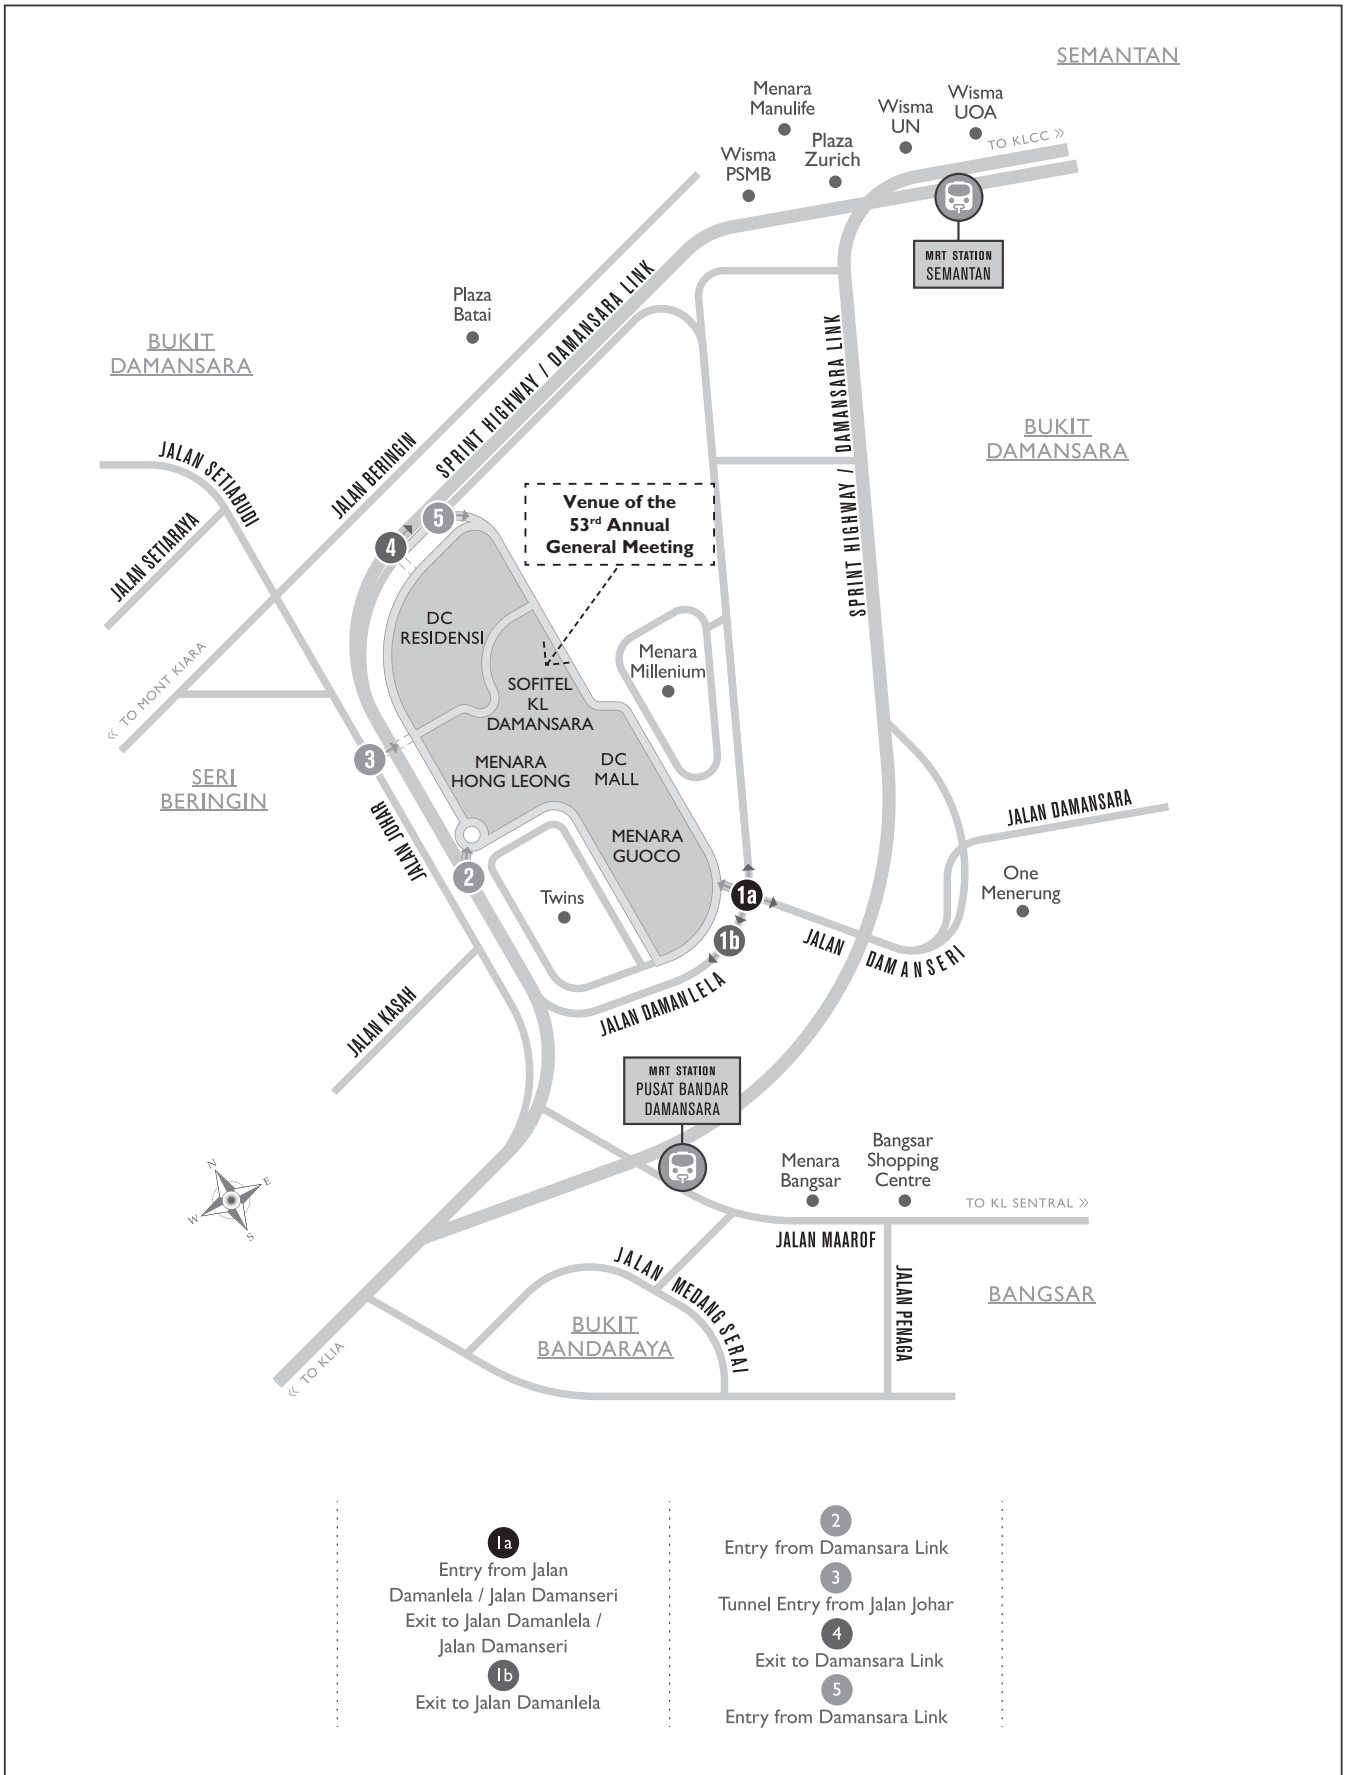 SEMANTAN
Menara
Manulife
Wisma
UN
Wisma
UOA
TO KLCC »
Wisma
PSMB
Plaza
Zurich
MRT STATION
SEMANTAN
Plaza
Batai
SPRINT HIGHWAY / DAMANSARA LINK
BUKIT
DAMANSARA
SPRINT HIGHWAY / DAMANSARA LINK
BUKIT
DAMANSARA
JALAN SETIABUDI
JALAN BERINGIN
JALAN SETIARAYA
Venue of the
53rd Annual
General Meeting
5
4
DC
RESIDENSI
« TO MONT KIARA
Menara
Millenium
SOFITEL
KL
DAMANSARA
3
SERI
BERINGIN
MENARA
HONG LEONG
DC
MALL
JALAN JOHAR
MENARA
GUOCO
JALAN DAMANSARA
2
1a
One
Menerung
Twins
1b
JALAN DAMANSERI
JALAN DAMANLELA
JALAN KASAH
MRT STATION
PUSAT BANDAR
DAMANSARA
N
E
W
S
Menara
Bangsar
Bangsar
Shopping
Centre
TO KL SENTRAL »
JALAN MAAROF
JALAN MEDANG SERAI
JALAN PENAGA
BANGSAR
BUKIT
BANDARAYA
« TO KLIA
1a
Entry from Jalan
Damanlela / Jalan Damanseri
Exit to Jalan Damanlela /
Jalan Damanseri
1b
Exit to Jalan Damanlela
2
Entry from Damansara Link
3
Tunnel Entry from Jalan Johar
4
Exit to Damansara Link
5
Entry from Damansara Link